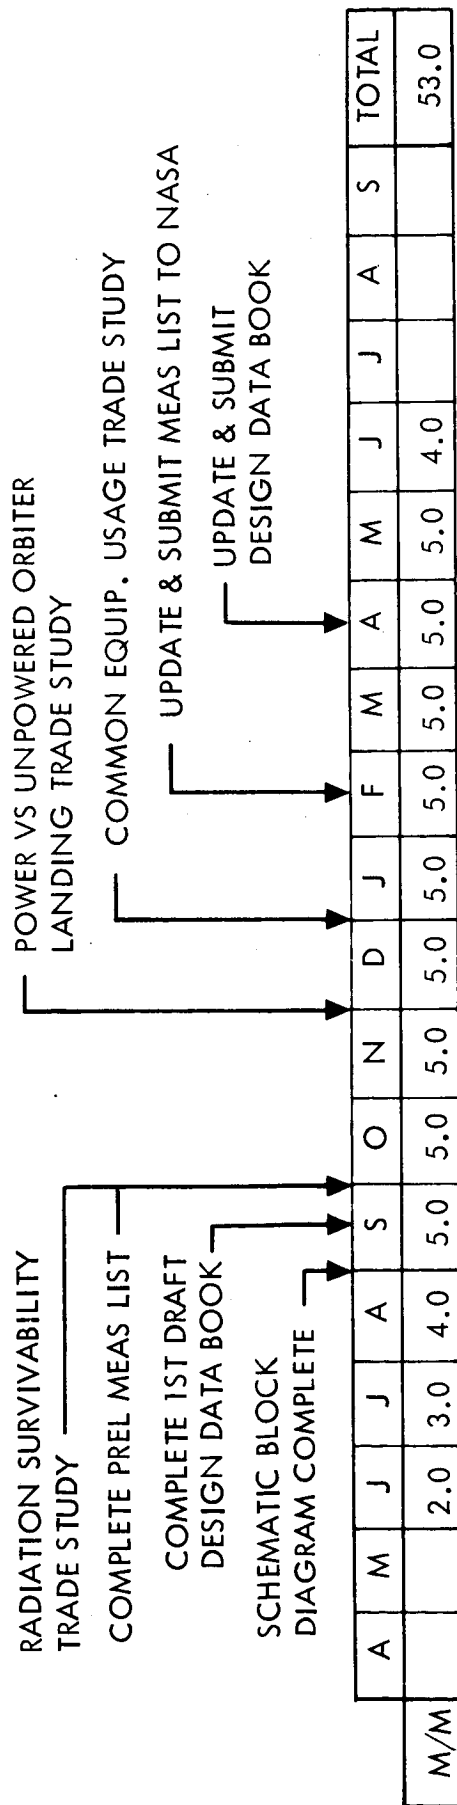 RADIATION SURVIVABILITY
TRADE STUDY
COMPLETE PREL MEAS LIST
COMPLETE 1ST DRAFT
DESIGN DATA BOOK
SCHEMATIC BLOCK
DIAGRAM COMPLETE
POWER VS UNPOWERED ORBITER
LANDING TRADE STUDY
COMMON EQUIP. USAGE TRADE STUDY
UPDATE & SUBMIT MEAS LIST TO NASA
UPDATE & SUBMIT
DESIGN DATA BOOK
A M J J A S O N D J F M A M J J A S TOTAL
M/M 2.0 3.0 4.0 5.0 5.0 5.0 5.0 5.0 5.0 5.0 5.0 5.0 4.0 53.0